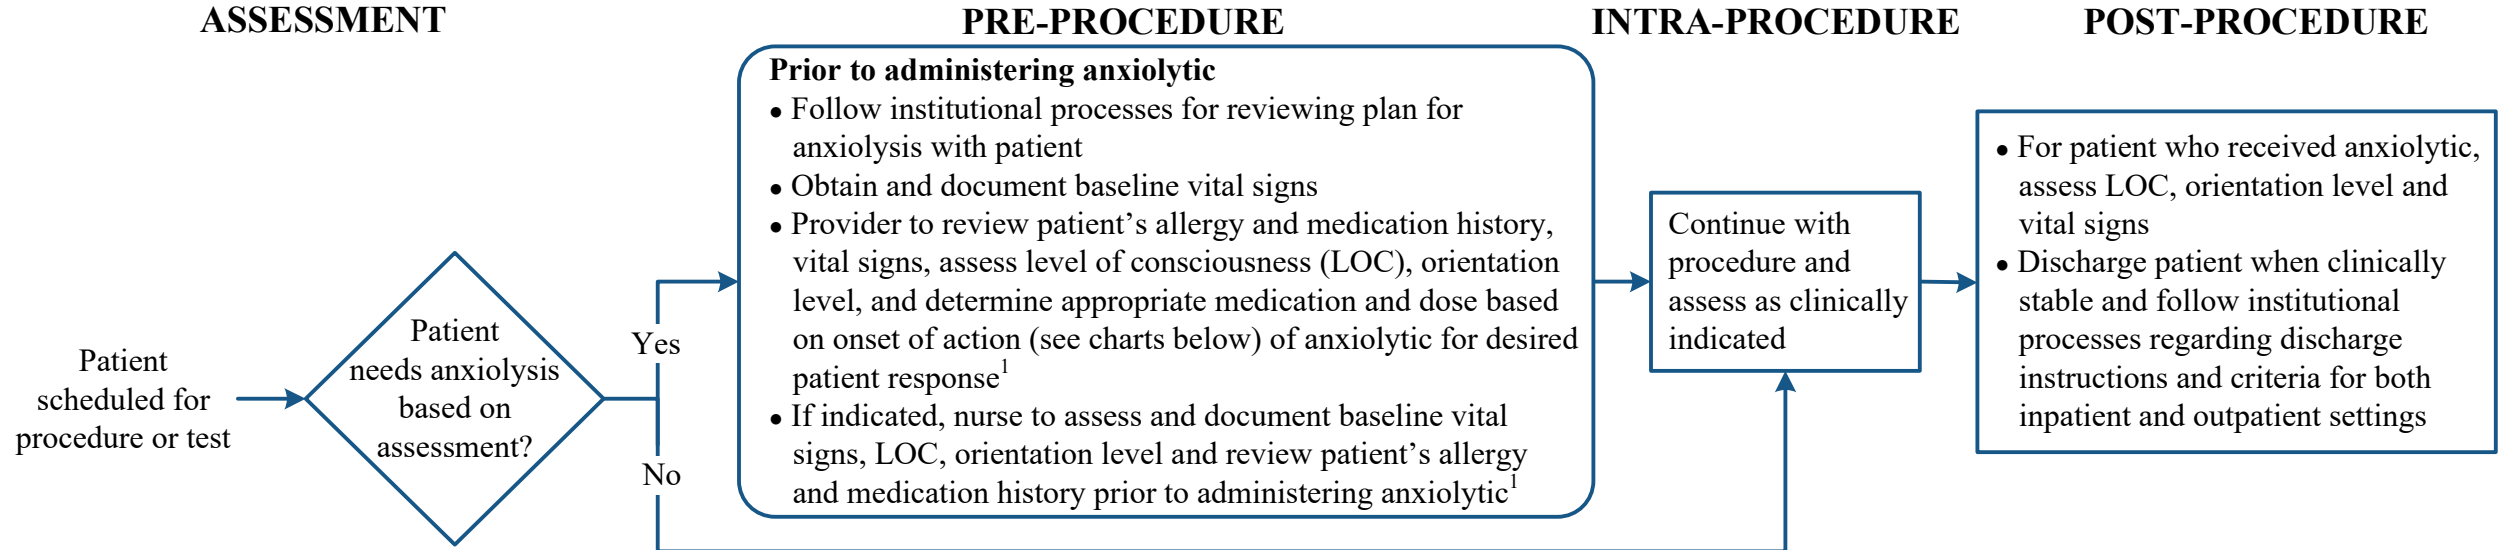 ASSESSMENT
PRE-PROCEDURE
INTRA-PROCEDURE
POST-PROCEDURE
Patient
scheduled for
procedure or test
Patient
needs anxiolysis
based on
assessment?
Yes
No
Prior to administering anxiolytic
● Follow institutional processes for reviewing plan for
anxiolysis with patient
● Obtain and document baseline vital signs
● Provider to review patient’s allergy and medication history,
vital signs, assess level of consciousness (LOC), orientation
level, and determine appropriate medication and dose based
on onset of action (see charts below) of anxiolytic for desired
patient response¹
● If indicated, nurse to assess and document baseline vital
signs, LOC, orientation level and review patient’s allergy
and medication history prior to administering anxiolytic¹
Continue with
procedure and
assess as clinically
indicated
● For patient who received anxiolytic,
assess LOC, orientation level and
vital signs
● Discharge patient when clinically
stable and follow institutional
processes regarding discharge
instructions and criteria for both
inpatient and outpatient settings